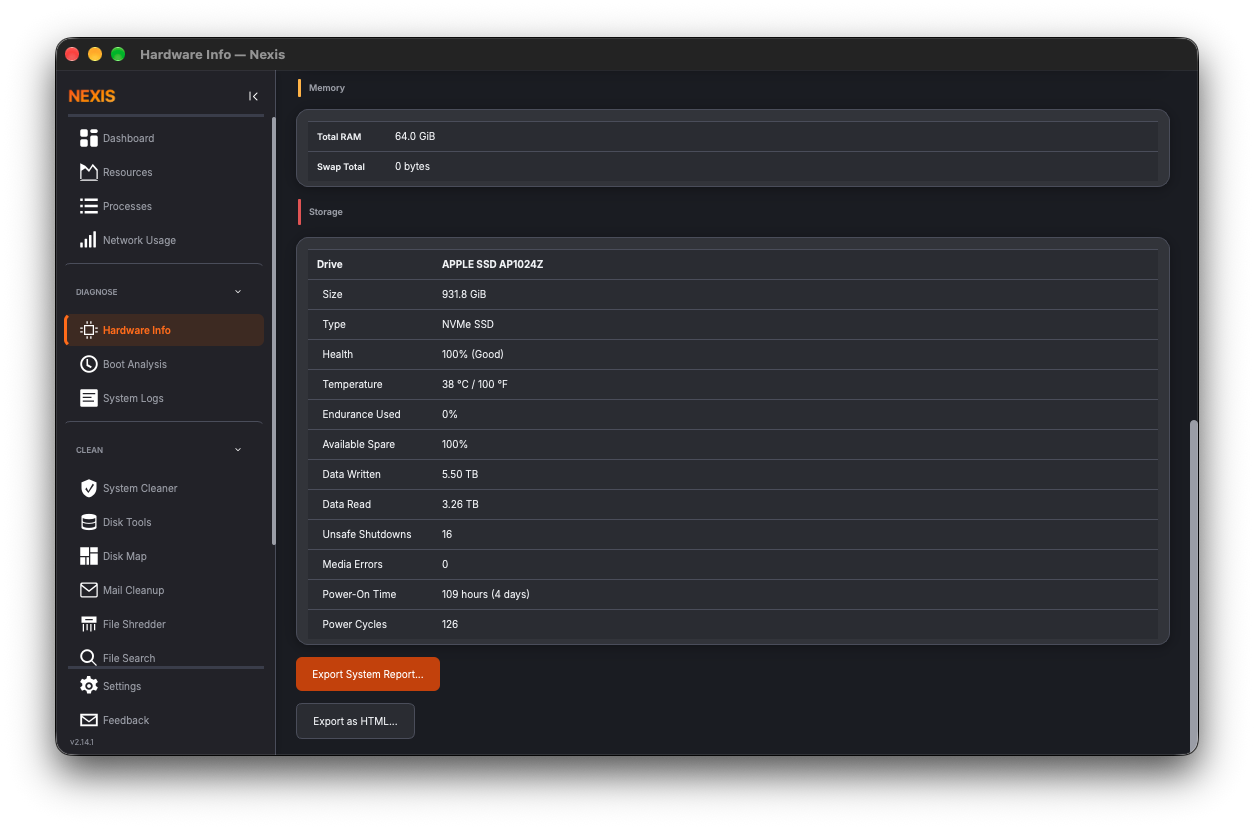 Hardware Info — Nexis
NEXIS
Dashboard
Resources
Processes
Network Usage
DIAGNOSE
Hardware Info
Boot Analysis
System Logs
CLEAN
System Cleaner
Disk Tools
Disk Map
Mail Cleanup
File Shredder
File Search
Settings
Feedback
v2.14.1
Memory
Total RAM 64.0 GiB
Swap Total 0 bytes
Storage
Drive APPLE SSD AP1024Z
Size 931.8 GiB
Type NVMe SSD
Health 100% (Good)
Temperature 38 °C / 100 °F
Endurance Used 0%
Available Spare 100%
Data Written 5.50 TB
Data Read 3.26 TB
Unsafe Shutdowns 16
Media Errors 0
Power-On Time 109 hours (4 days)
Power Cycles 126
Export System Report...
Export as HTML...